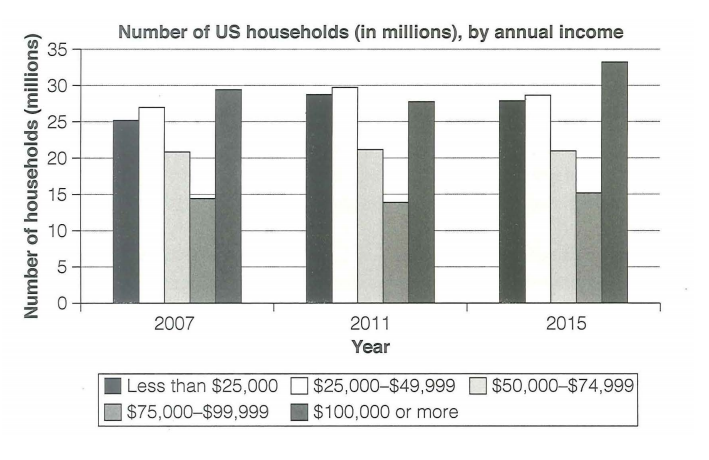 Number of US households (in millions), by annual income
Number of households (millions)
35
30
25
20
15
10
5
0
2007 2011 2015
Year
Less than $25,000 $25,000–$49,999 $50,000–$74,999
$75,000–$99,999 $100,000 or more